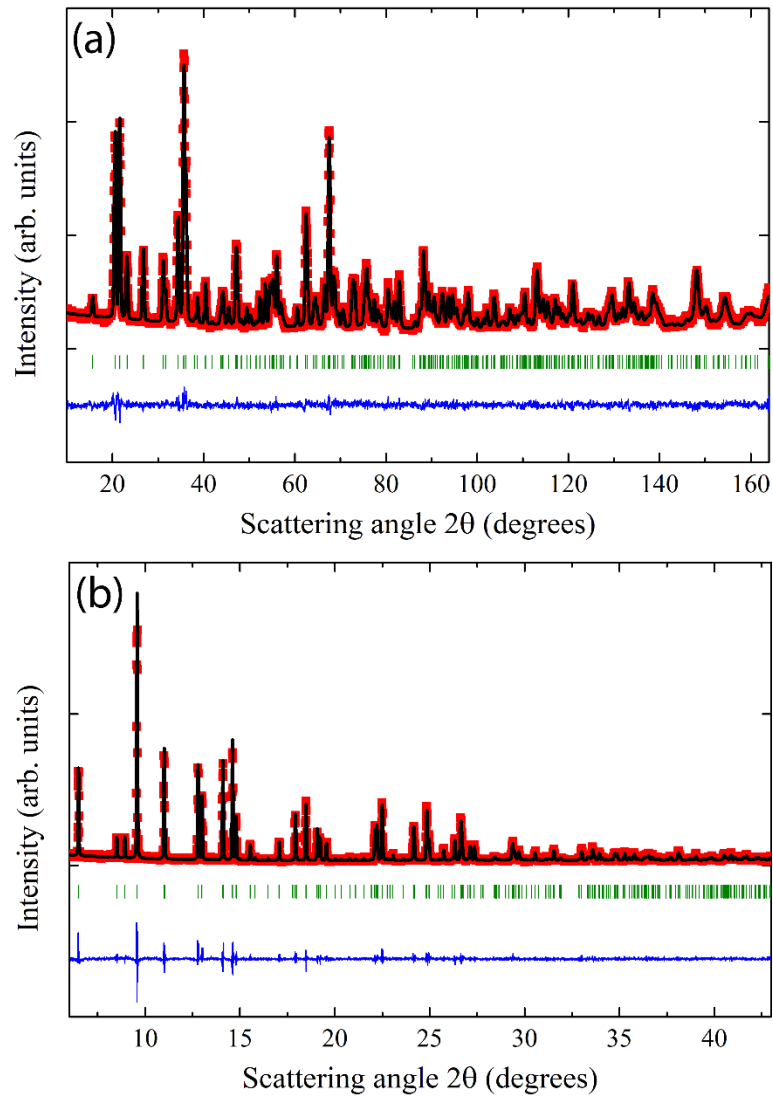 (a)
Intensity (arb. units)
20 40 60 80 100 120 140 160
Scattering angle 2θ (degrees)
(b)
Intensity (arb. units)
10 15 20 25 30 35 40
Scattering angle 2θ (degrees)